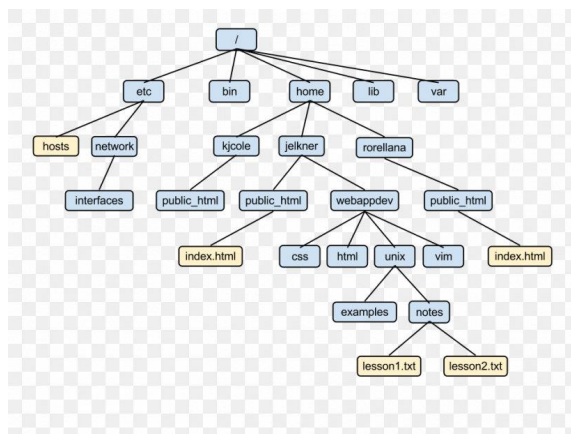 /
etc
bin
home
lib
var
hosts
network
kjcole
jelkner
rorellana
interfaces
public_html
public_html
webappdev
public_html
index.html
css
html
unix
vim
index.html
examples
notes
lesson1.txt
lesson2.txt